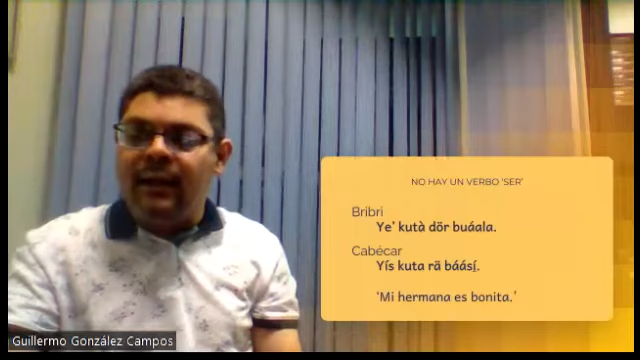 NO HAY UN VERBO 'SER'
Bribri
Ye' kutà dör buáala.
Cabécar
Yís kuta rä báásí̱.
'Mi hermana es bonita.'
Guillermo González Campos